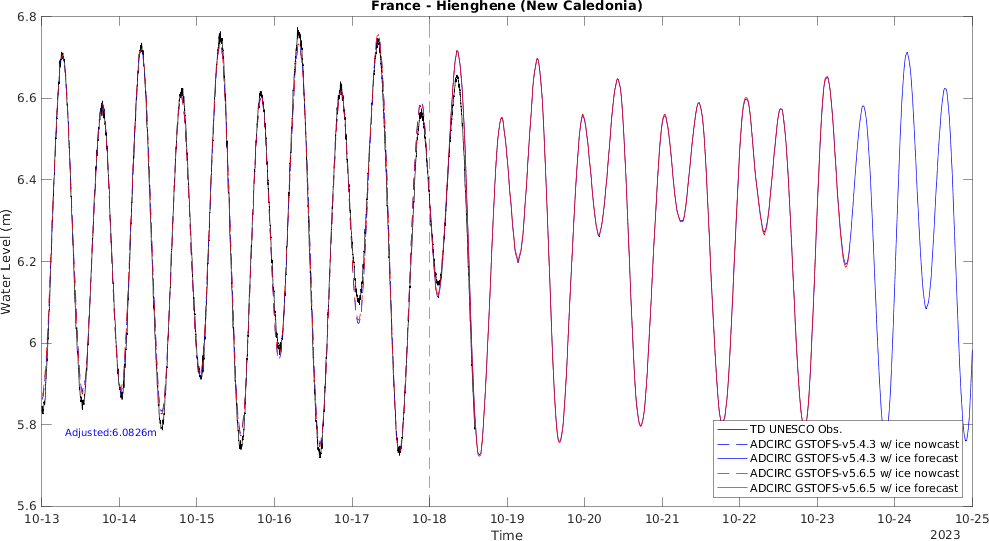 France - Hienghene (New Caledonia)
6.8
6.6
6.4
6.2
6
5.8
5.6
Water Level (m)
Adjusted:6.0826m
TD UNESCO Obs.
ADCIRC GSTOFS-v5.4.3 w/ ice nowcast
ADCIRC GSTOFS-v5.4.3 w/ ice forecast
ADCIRC GSTOFS-v5.6.5 w/ ice nowcast
ADCIRC GSTOFS-v5.6.5 w/ ice forecast
10-13 10-14 10-15 10-16 10-17 10-18 10-19 10-20 10-21 10-22 10-23 10-24 10-25
Time
2023